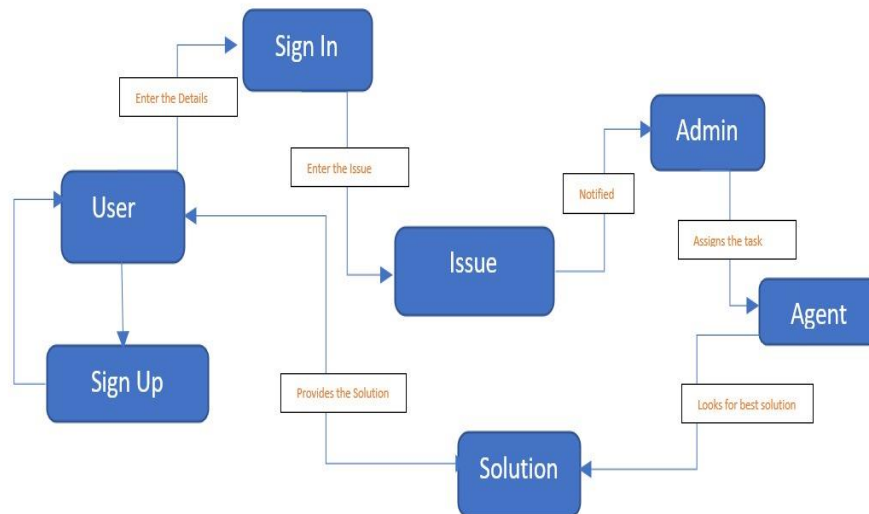 Sign In
Enter the Details
Admin
Enter the Issue
Notified
User
Assigns the task
Issue
Agent
Sign Up
Provides the Solution
Looks for best solution
Solution